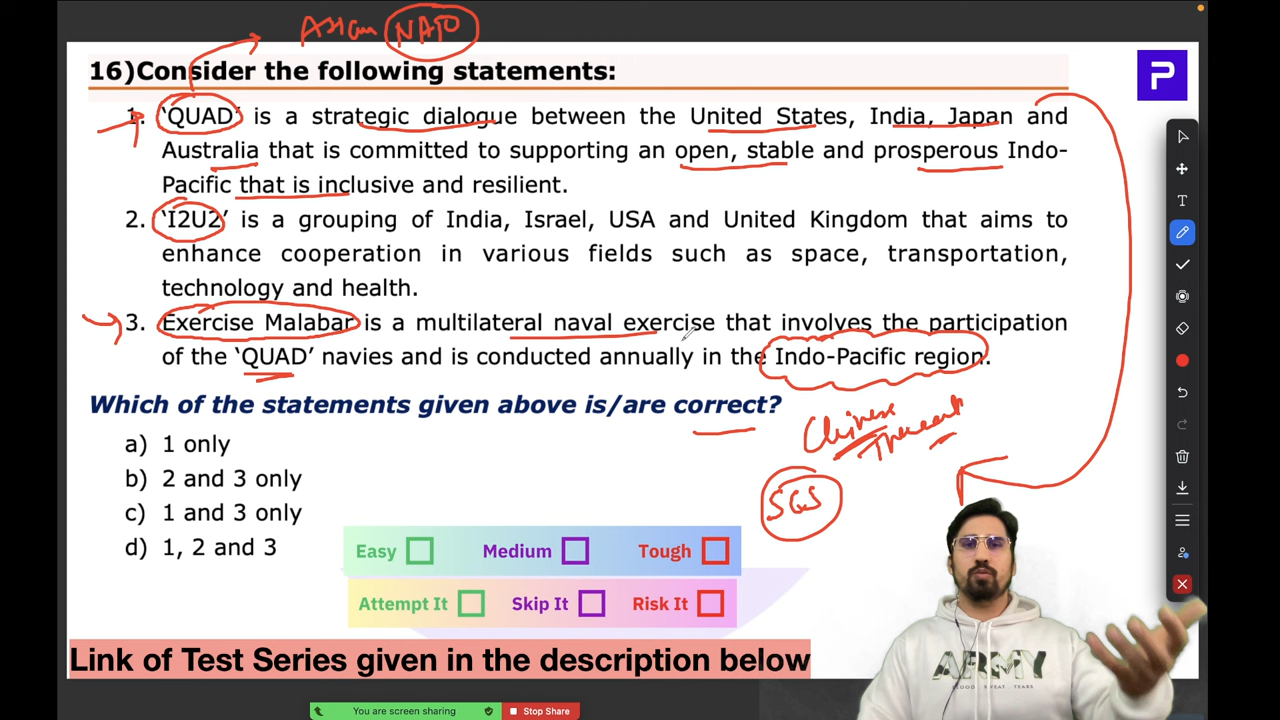 Asian NATO
16)Consider the following statements:
1. ‘QUAD’ is a strategic dialogue between the United States, India, Japan and
Australia that is committed to supporting an open, stable and prosperous Indo-
Pacific that is inclusive and resilient.
2. ‘I2U2’ is a grouping of India, Israel, USA and United Kingdom that aims to
enhance cooperation in various fields such as space, transportation,
technology and health.
3. Exercise Malabar is a multilateral naval exercise that involves the participation
of the ‘QUAD’ navies and is conducted annually in the Indo-Pacific region.
Which of the statements given above is/are correct?
Chinese
Threat
a) 1 only
b) 2 and 3 only
c) 1 and 3 only
d) 1, 2 and 3
Easy Medium Tough
Attempt It Skip It Risk It
ARMY
BLOOD SWEAT TEARS
Link of Test Series given in the description below
You are screen sharing Stop Share